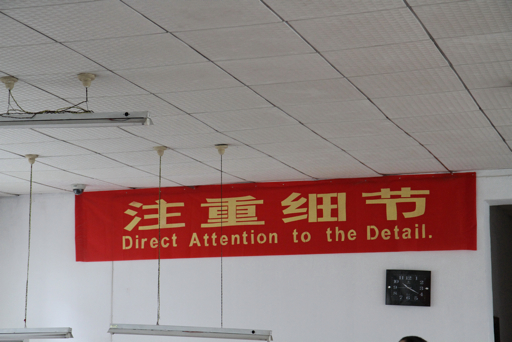 注重细节
Direct Attention to the Detail.